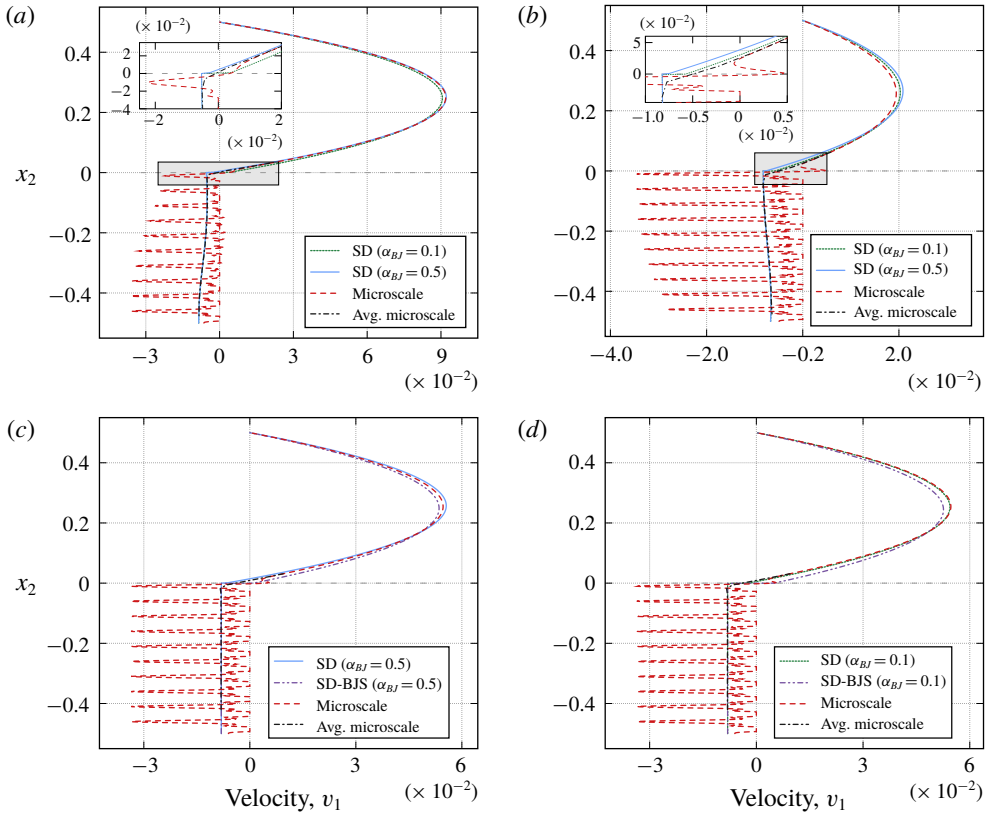 (a)
(× 10⁻²)
2
0
−2
−4
−2
0
2
(× 10⁻²)
0.4
0.2
0
−0.2
−0.4
x₂
SD (α_BJ = 0.1)
SD (α_BJ = 0.5)
Microscale
Avg. microscale
−3
0
3
6
9
(× 10⁻²)
(b)
(× 10⁻²)
5
0
−1.0
−0.5
0
0.5
(× 10⁻²)
0.4
0.2
0
−0.2
−0.4
SD (α_BJ = 0.1)
SD (α_BJ = 0.5)
Microscale
Avg. microscale
−4.0
−2.0
−0.2
2.0
(× 10⁻²)
(c)
0.4
0.2
0
−0.2
−0.4
x₂
SD (α_BJ = 0.5)
SD-BJS (α_BJ = 0.5)
Microscale
Avg. microscale
−3
0
3
6
(× 10⁻²)
Velocity, v₁
(d)
0.4
0.2
0
−0.2
−0.4
SD (α_BJ = 0.1)
SD-BJS (α_BJ = 0.1)
Microscale
Avg. microscale
−3
0
3
6
(× 10⁻²)
Velocity, v₁